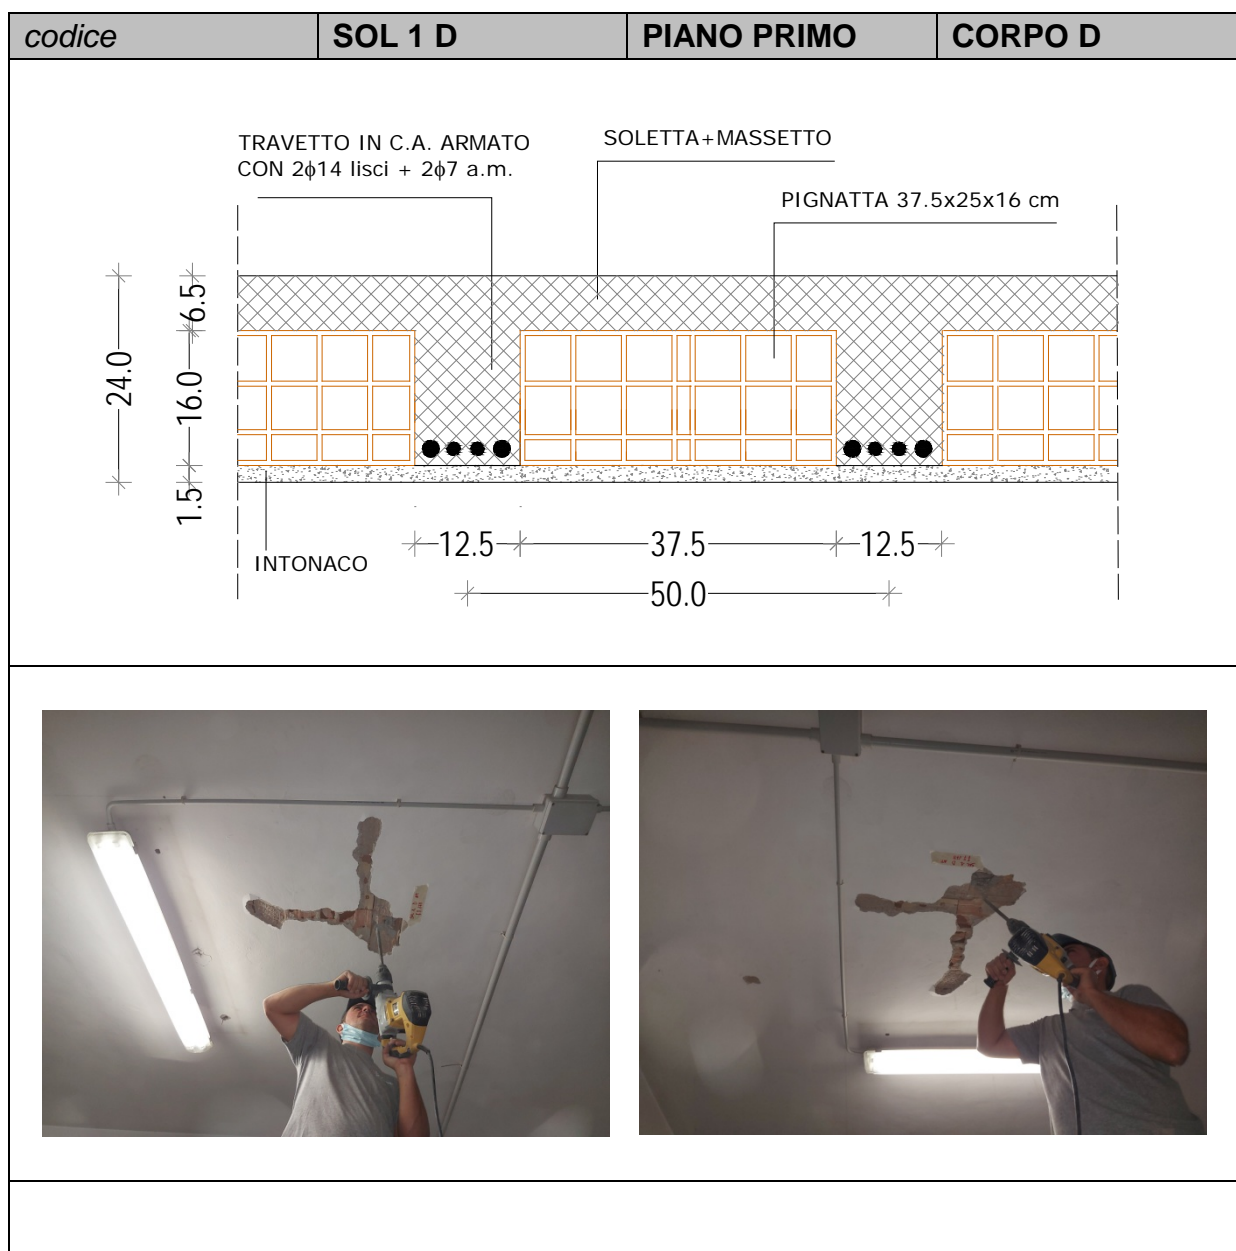 codice SOL 1 D PIANO PRIMO CORPO D
TRAVETTO IN C.A. ARMATO
CON 2ϕ14 lisci + 2ϕ7 a.m.
SOLETTA+MASSETTO
PIGNATTA 37.5x25x16 cm
6.5
24.0
16.0
1.5
INTONACO
12.5 37.5 12.5
50.0